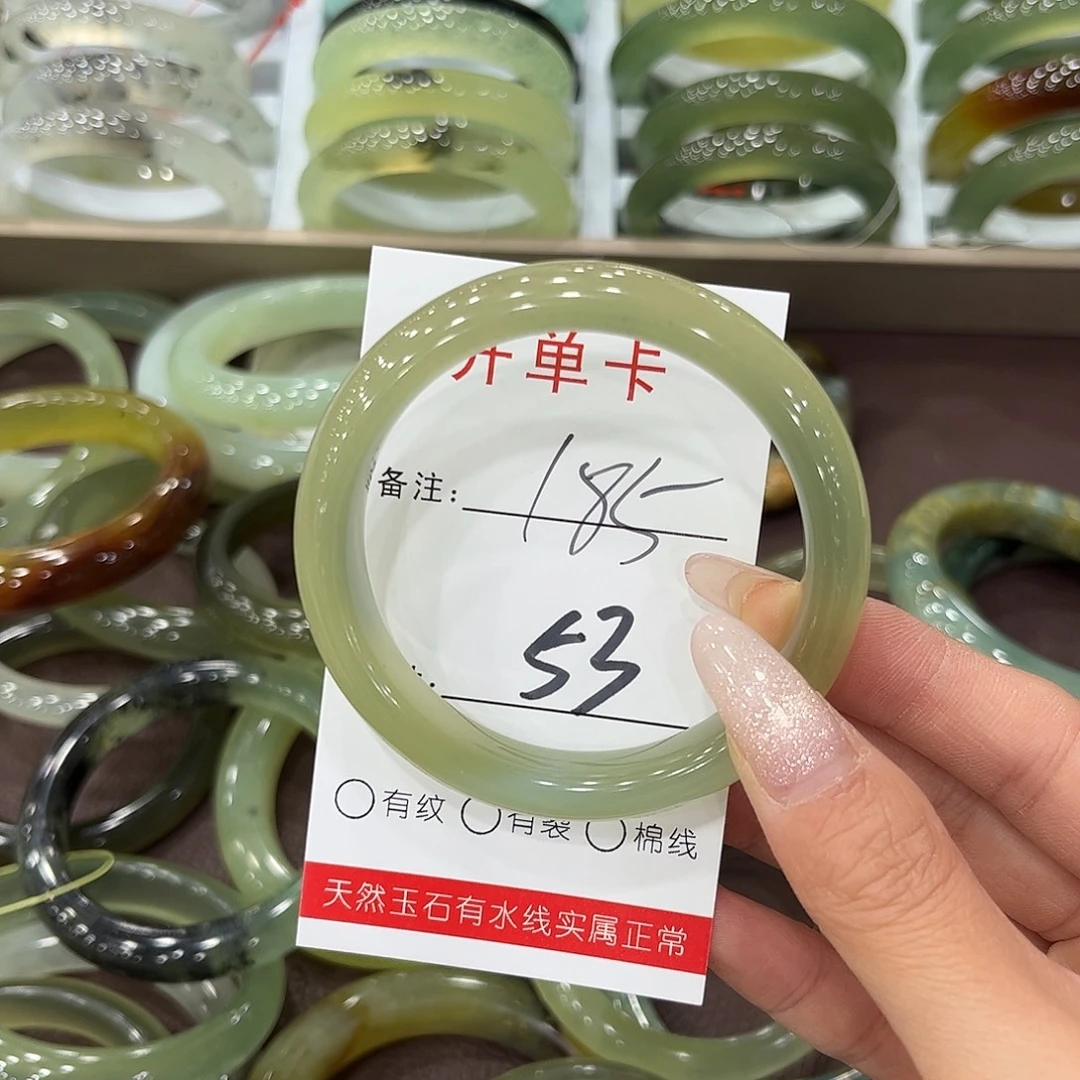 开单卡
备注: 185
53
有纹 有裂 棉线
天然玉石有水线实属正常